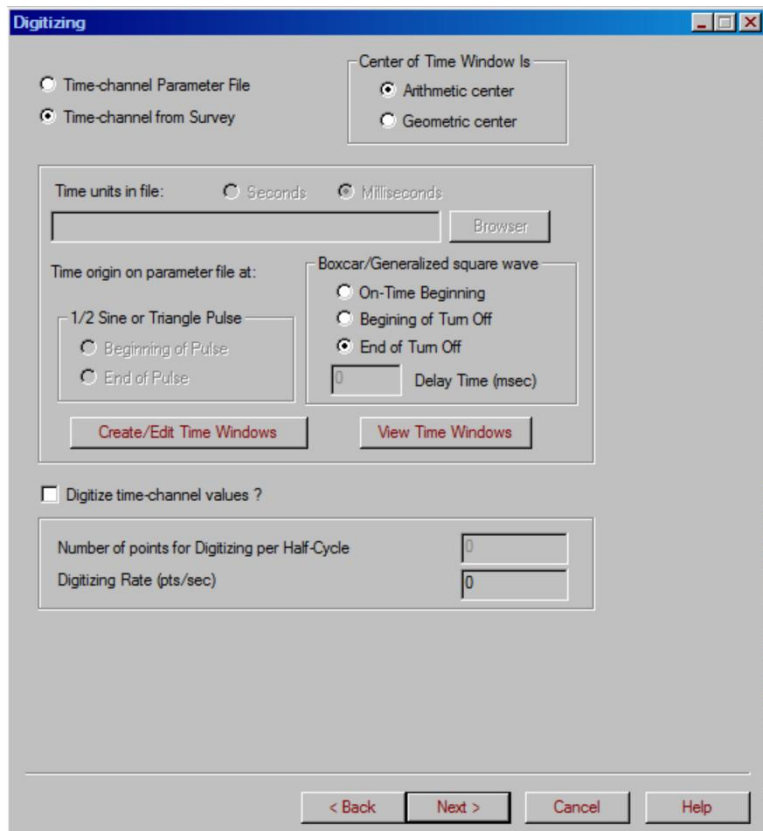 Digitizing
Time-channel Parameter File
Time-channel from Survey
Center of Time Window Is
Arithmetic center
Geometric center
Time units in file:
Seconds
Milliseconds
Browser
Time origin on parameter file at:
1/2 Sine or Triangle Pulse
Beginning of Pulse
End of Pulse
Boxcar/Generalized square wave
On-Time Beginning
Begining of Turn Off
End of Turn Off
0
Delay Time (msec)
Create/Edit Time Windows
View Time Windows
Digitize time-channel values ?
Number of points for Digitizing per Half-Cycle
0
Digitizing Rate (pts/sec)
0
< Back
Next >
Cancel
Help